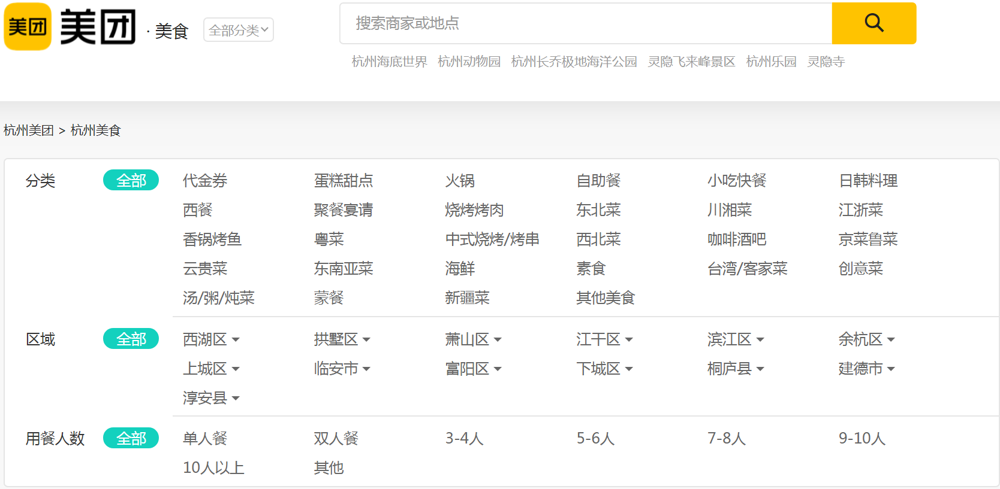 美团 美团 · 美食 全部分类 搜索商家或地点
杭州海底世界 杭州动物园 杭州长乔极地海洋公园 灵隐飞来峰景区 杭州乐园 灵隐寺
杭州美团 > 杭州美食
分类 全部 代金券 蛋糕甜点 火锅 自助餐 小吃快餐 日韩料理
西餐 聚餐宴请 烧烤烤肉 东北菜 川湘菜 江浙菜
香锅烤鱼 粤菜 中式烧烤/烤串 西北菜 咖啡酒吧 京菜鲁菜
云贵菜 东南亚菜 海鲜 素食 台湾/客家菜 创意菜
汤/粥/炖菜 蒙餐 新疆菜 其他美食
区域 全部 西湖区 拱墅区 萧山区 江干区 滨江区 余杭区
上城区 临安市 富阳区 下城区 桐庐县 建德市
淳安县
用餐人数 全部 单人餐 双人餐 3-4人 5-6人 7-8人 9-10人
10人以上 其他